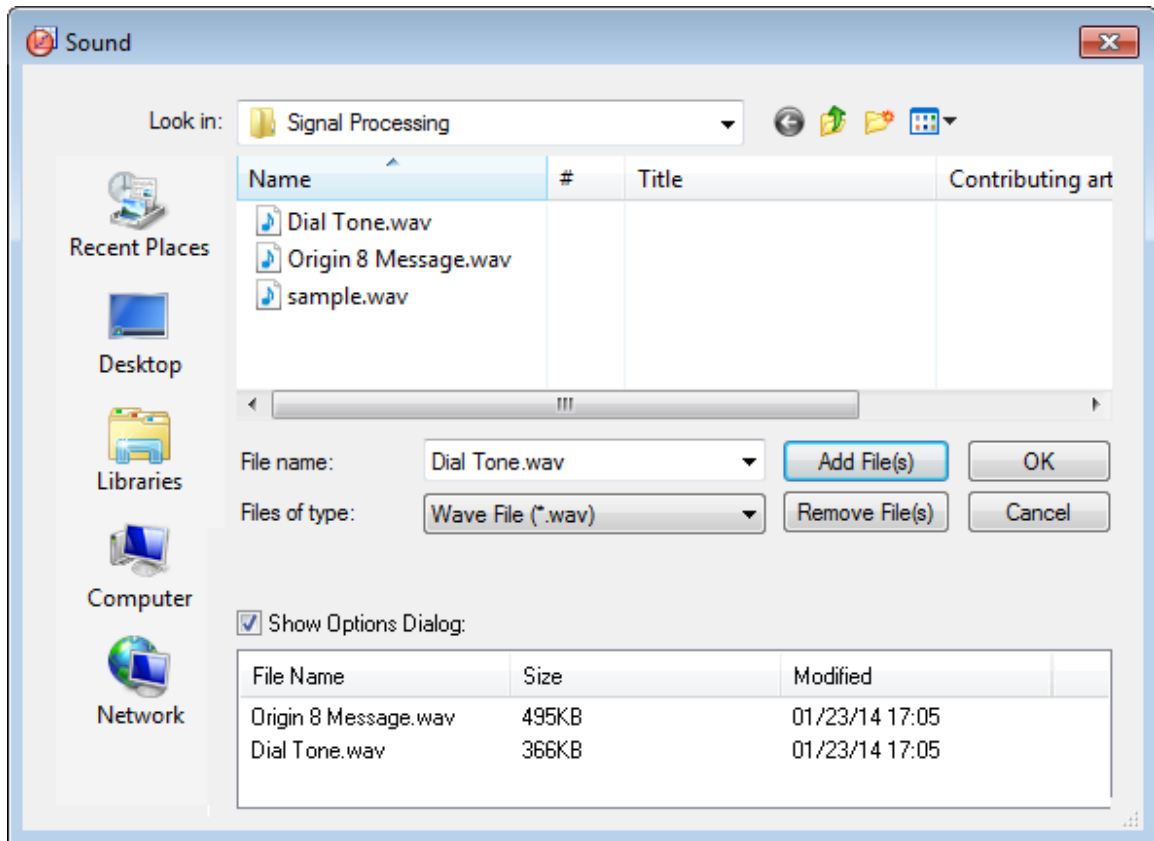 Sound
Look in: Signal Processing
Name # Title Contributing art
Dial Tone.wav
Origin 8 Message.wav
sample.wav
Recent Places
Desktop
Libraries
Computer
Network
File name: Dial Tone.wav Add File(s) OK
Files of type: Wave File (*.wav) Remove File(s) Cancel
Show Options Dialog:
File Name Size Modified
Origin 8 Message.wav 495KB 01/23/14 17:05
Dial Tone.wav 366KB 01/23/14 17:05